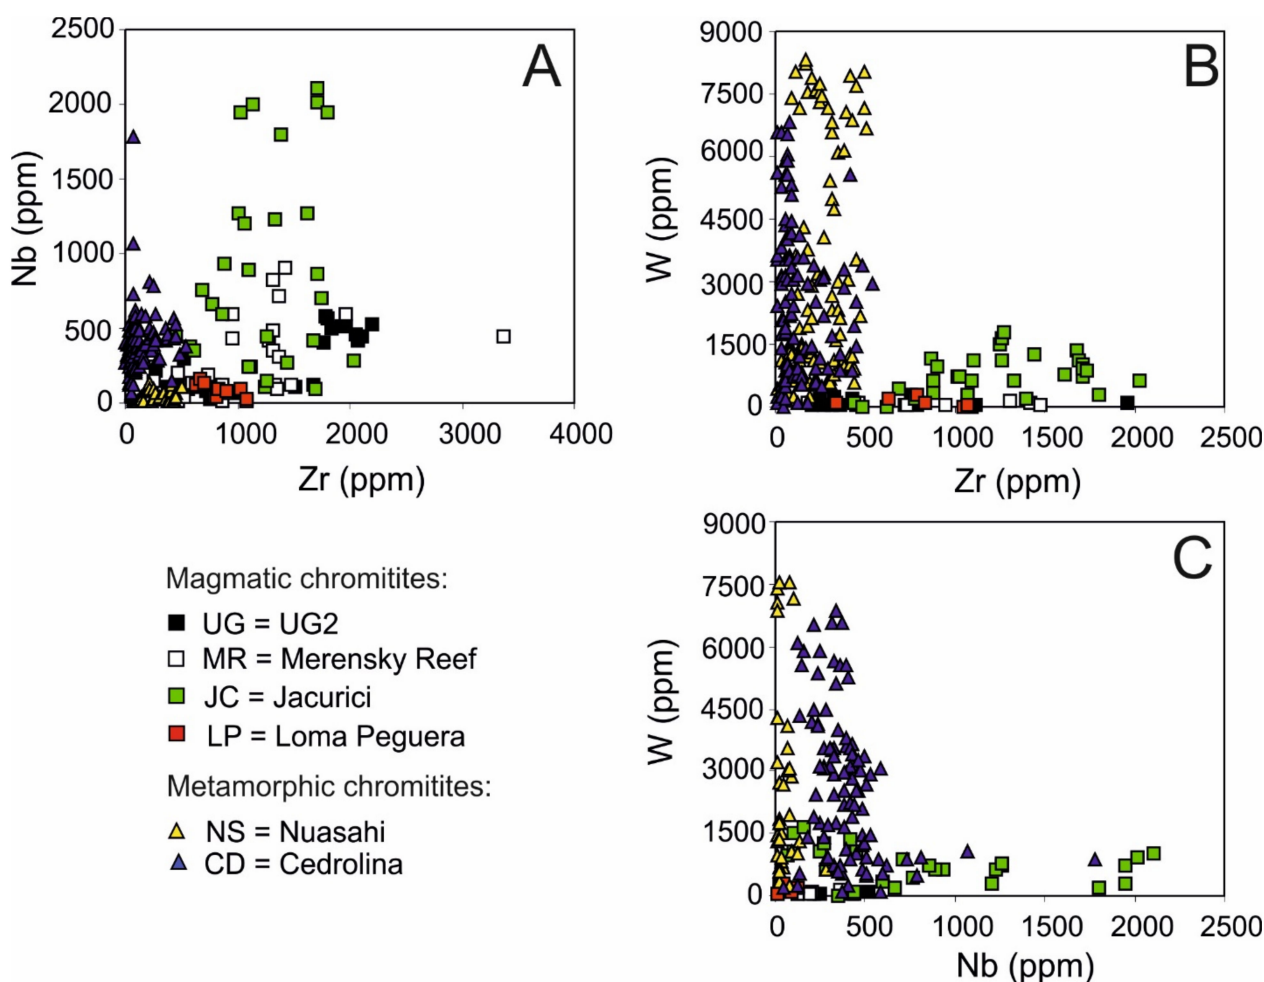 A
2500
2000
1500
1000
500
0
Nb (ppm)
0 1000 2000 3000 4000
Zr (ppm)
B
9000
7500
6000
4500
3000
1500
0
W (ppm)
0 500 1000 1500 2000 2500
Zr (ppm)
Magmatic chromitites:
UG = UG2
MR = Merensky Reef
JC = Jacurici
LP = Loma Peguera
Metamorphic chromitites:
NS = Nuasahi
CD = Cedrolina
C
9000
7500
6000
4500
3000
1500
0
W (ppm)
0 500 1000 1500 2000 2500
Nb (ppm)